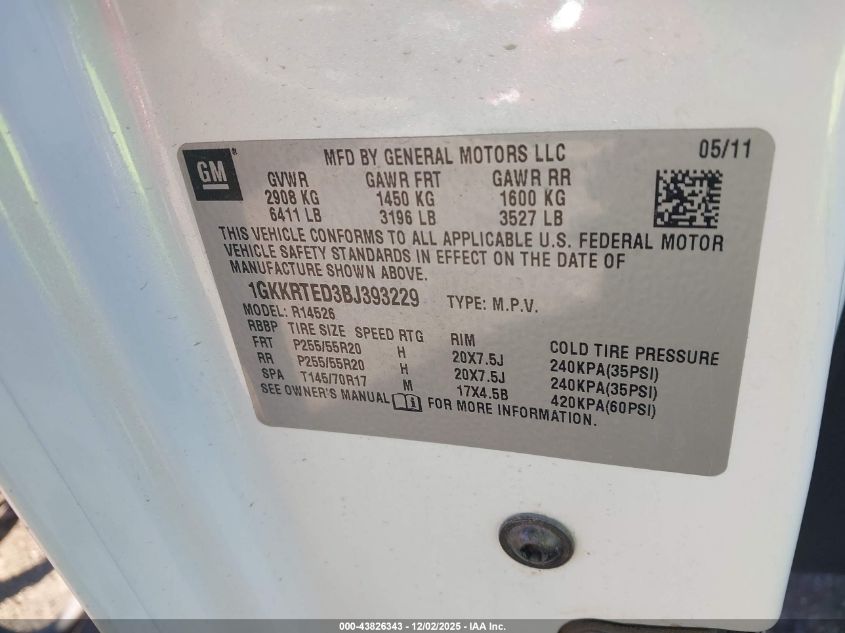 GM ®
MFD BY GENERAL MOTORS LLC 05/11
GVWR GAWR FRT GAWR RR
2908 KG 1450 KG 1600 KG
6411 LB 3196 LB 3527 LB
THIS VEHICLE CONFORMS TO ALL APPLICABLE U.S. FEDERAL MOTOR
VEHICLE SAFETY STANDARDS IN EFFECT ON THE DATE OF
MANUFACTURE SHOWN ABOVE.
1GKKRTED3BJ393229 TYPE: M.P.V.
MODEL: R14526
RBBP TIRE SIZE SPEED RTG RIM COLD TIRE PRESSURE
FRT P255/55R20 H 20X7.5J 240KPA(35PSI)
RR P255/55R20 H 20X7.5J 240KPA(35PSI)
SPA T145/70R17 M 17X4.5B 420KPA(60PSI)
SEE OWNER'S MANUAL FOR MORE INFORMATION.
000-43826343 - 12/02/2025 - IAA Inc.